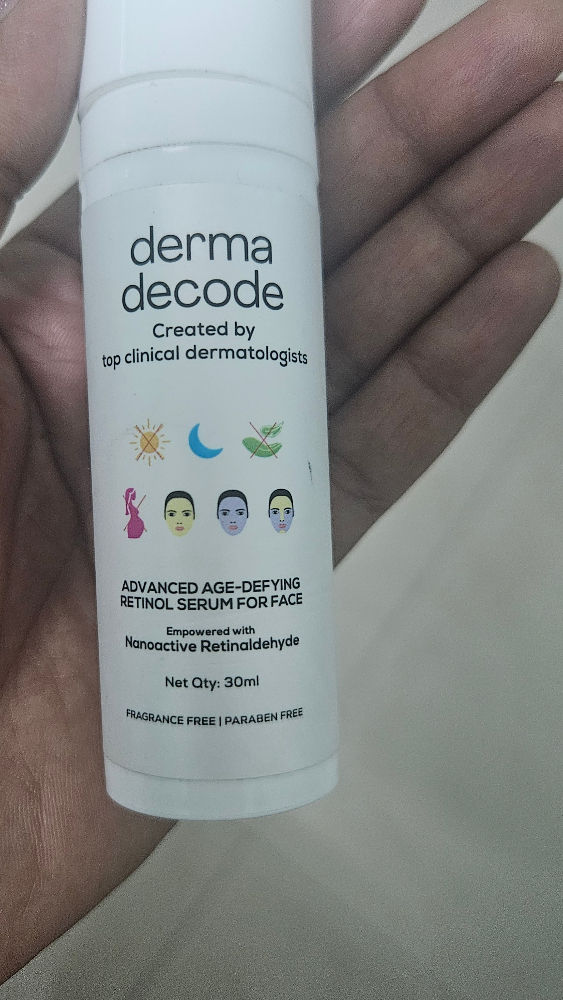 derma
decode
Created by
top clinical dermatologists
ADVANCED AGE-DEFYING
RETINOL SERUM FOR FACE
Empowered with
Nanoactive Retinaldehyde
Net Qty: 30ml
FRAGRANCE FREE | PARABEN FREE